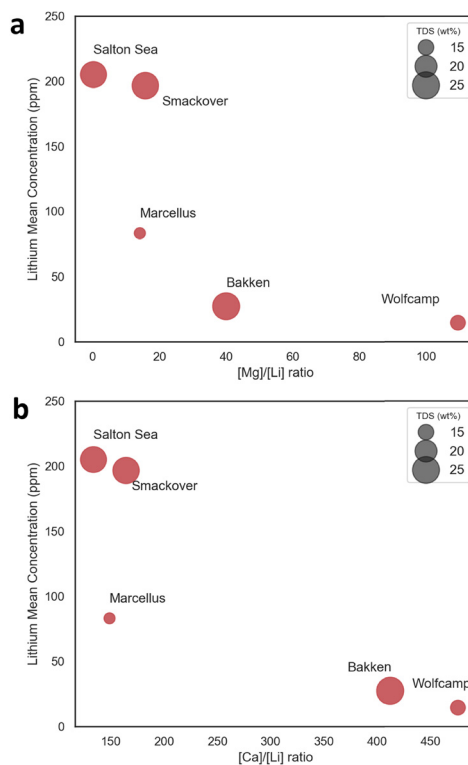 a
250
200
150
100
50
0
Lithium Mean Concentration (ppm)
TDS (wt%)
15
20
25
Salton Sea
Smackover
Marcellus
Bakken
Wolfcamp
0 20 40 60 80 100
[Mg]/[Li] ratio
b
250
200
150
100
50
0
Lithium Mean Concentration (ppm)
TDS (wt%)
15
20
25
Salton Sea
Smackover
Marcellus
Bakken
Wolfcamp
150 200 250 300 350 400 450
[Ca]/[Li] ratio